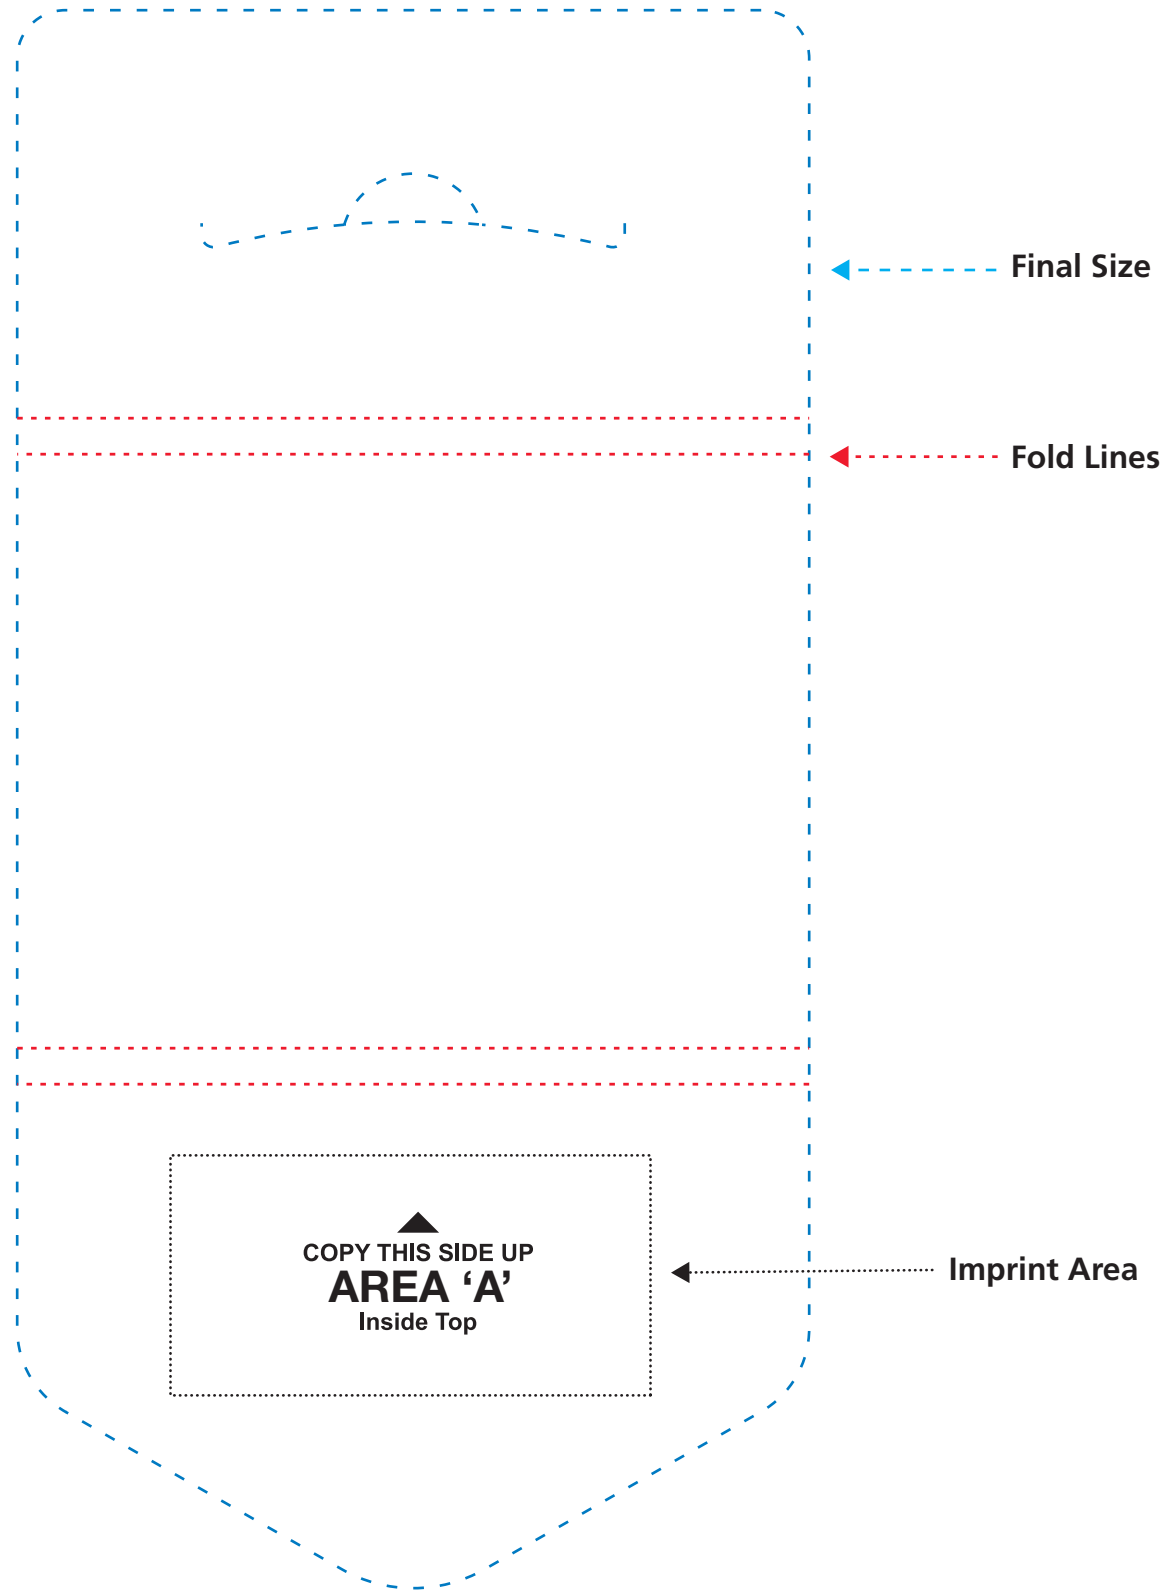 Final Size
Fold Lines
COPY THIS SIDE UP
AREA ‘A’
Inside Top
Imprint Area